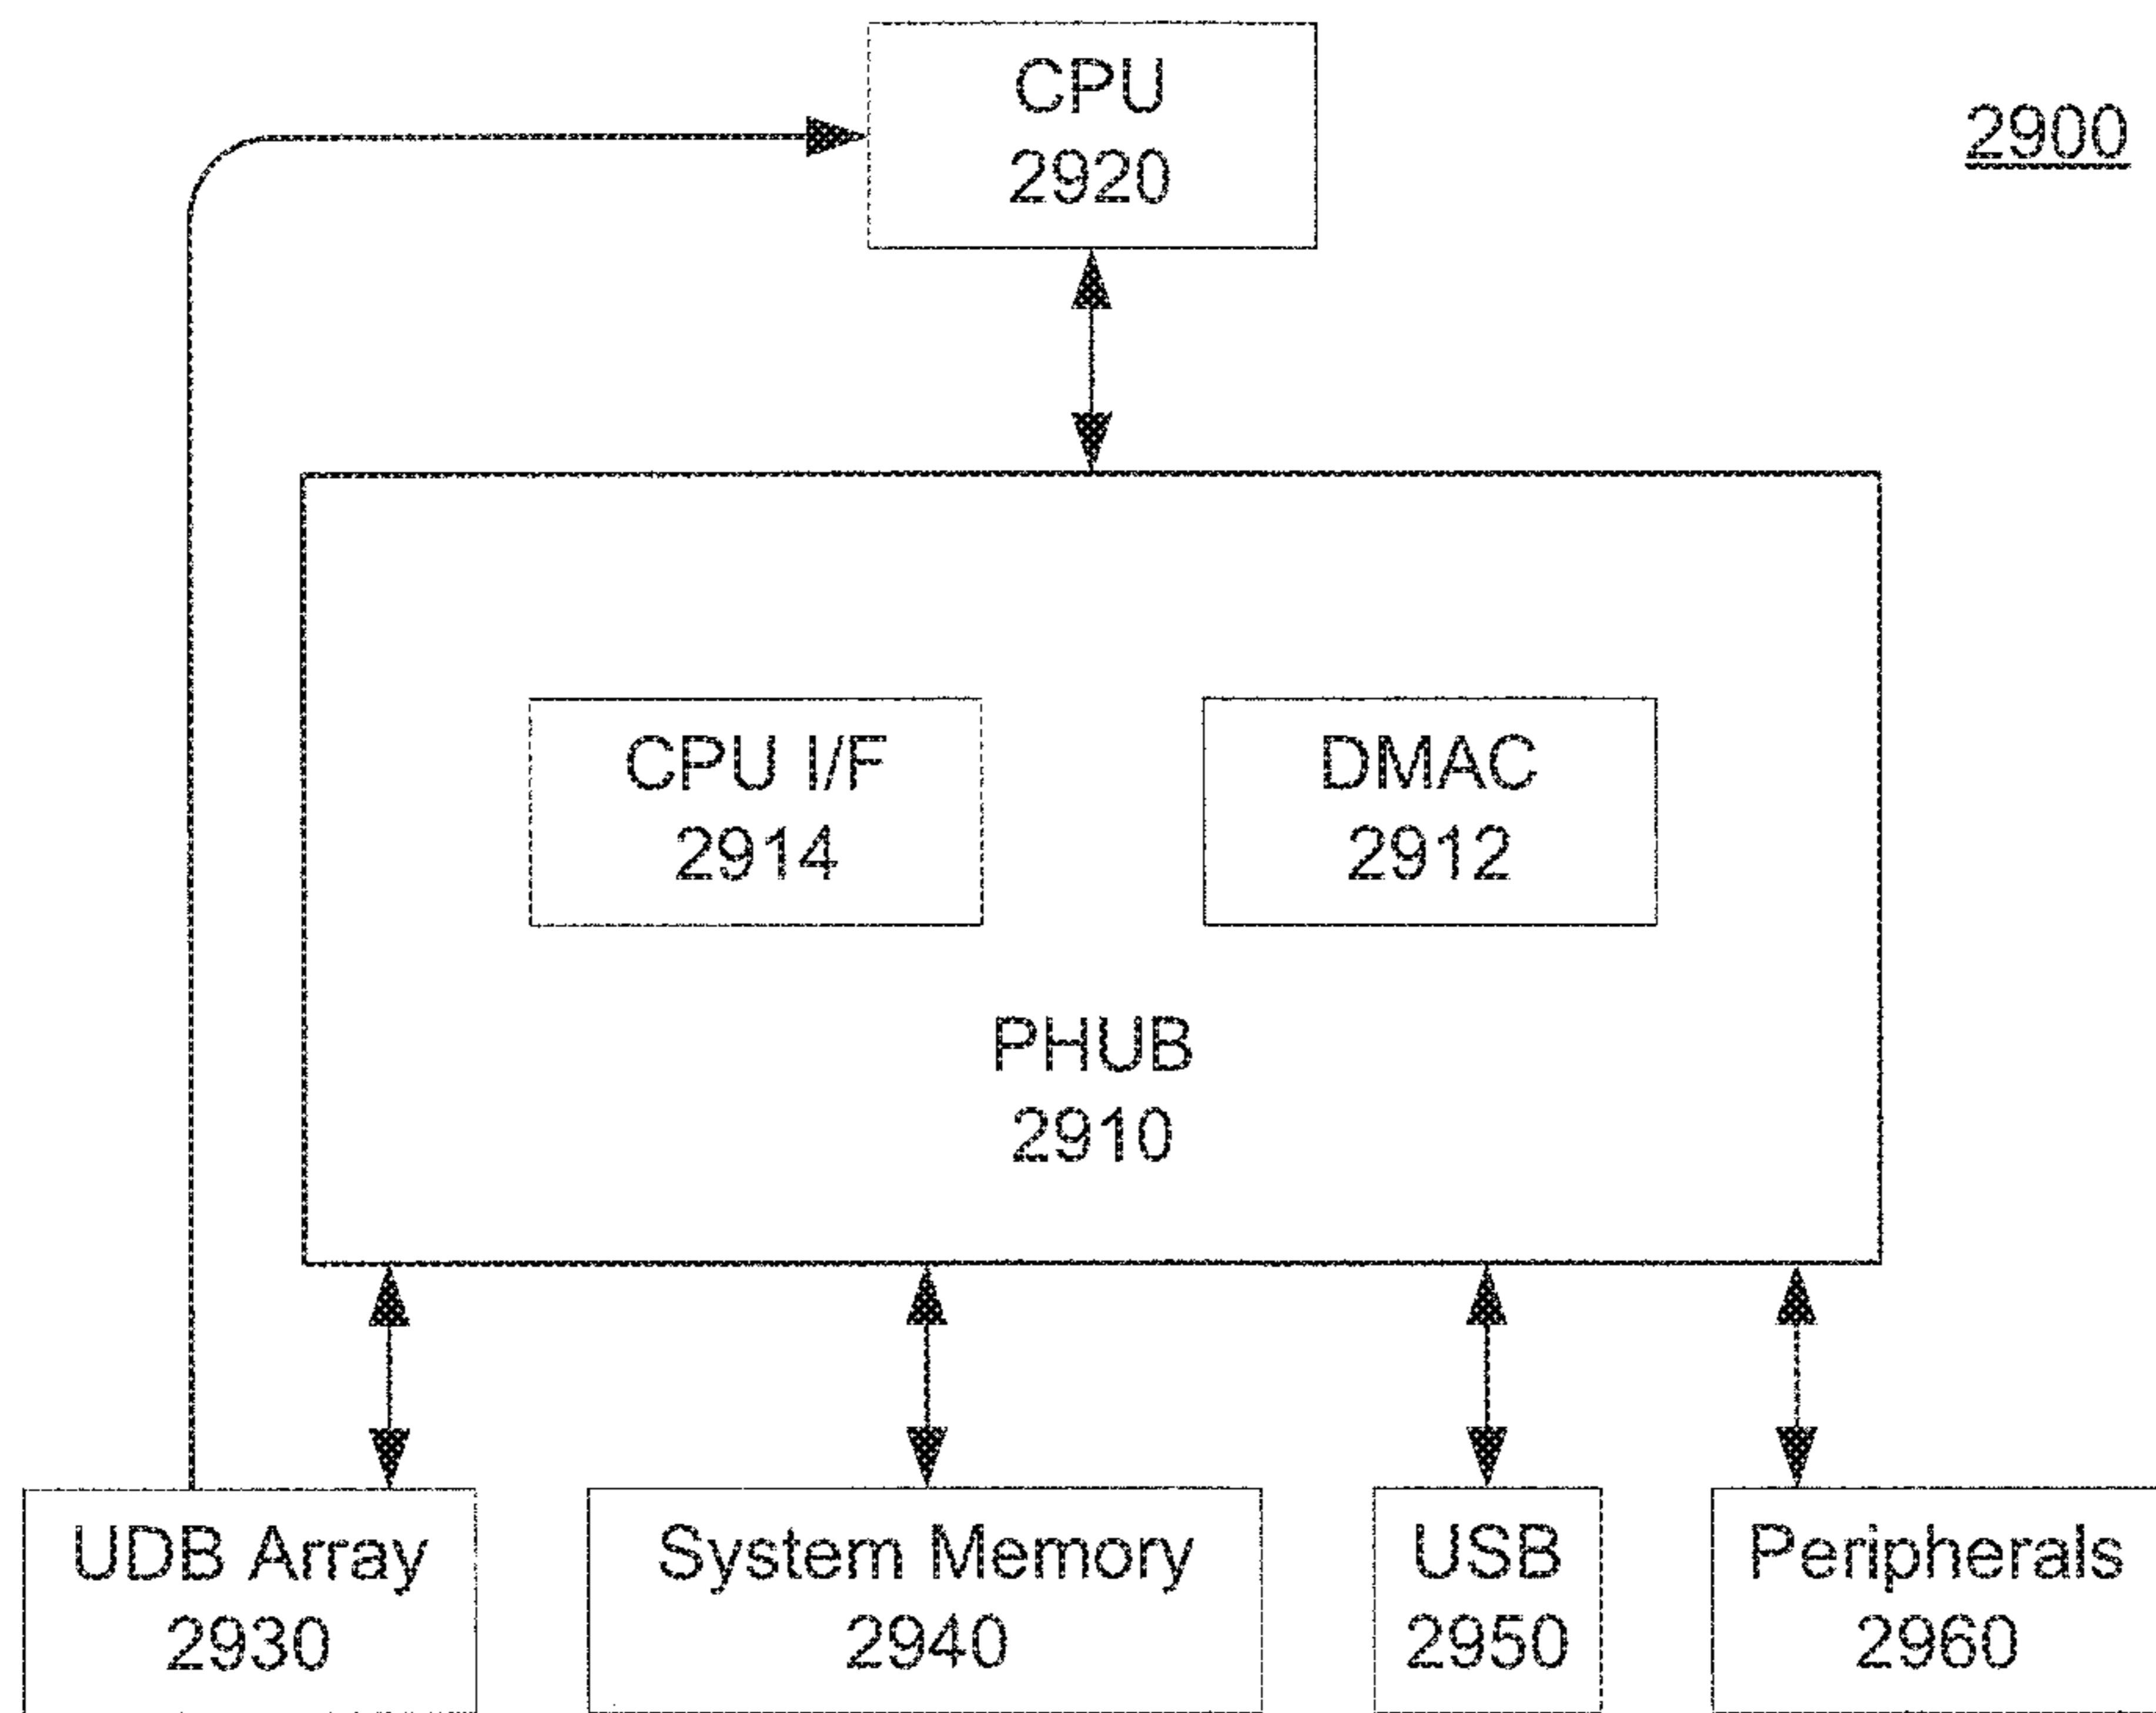 CPU
2920
2900
CPU I/F
2914
DMAC
2912
PHUB
2910
UDB Array
2930
System Memory
2940
USB
2950
Peripherals
2960